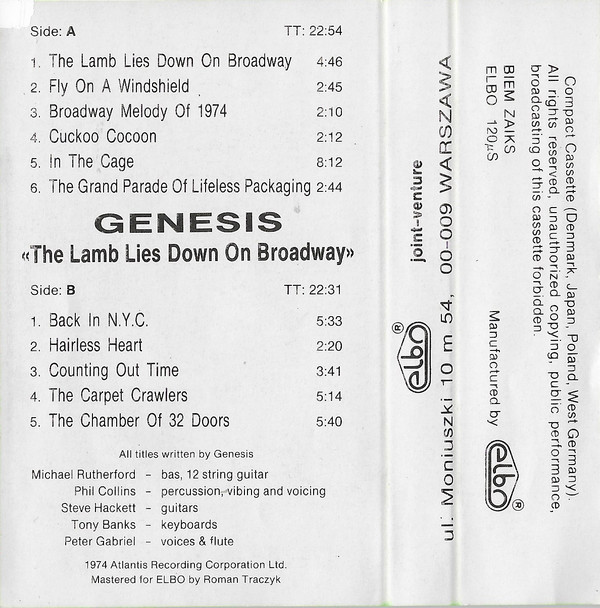 Side: A TT: 22:54
1. The Lamb Lies Down On Broadway 4:46
2. Fly On A Windshield 2:45
3. Broadway Melody Of 1974 2:10
4. Cuckoo Cocoon 2:12
5. In The Cage 8:12
6. The Grand Parade Of Lifeless Packaging 2:44
GENESIS
«The Lamb Lies Down On Broadway»
Side: B TT: 22:31
1. Back In N.Y.C. 5:33
2. Hairless Heart 2:20
3. Counting Out Time 3:41
4. The Carpet Crawlers 5:14
5. The Chamber Of 32 Doors 5:40
All titles written by Genesis
Michael Rutherford – bas, 12 string guitar
Phil Collins – percussion, vibing and voicing
Steve Hackett – guitars
Tony Banks – keyboards
Peter Gabriel – voices & flute
1974 Atlantis Recording Corporation Ltd.
Mastered for ELBO by Roman Traczyk
joint-venture
elbo®
ul. Moniuszki 10 m 54, 00-009 WARSZAWA
Compact Cassette (Denmark, Japan, Poland, West Germany).
All rights reserved, unauthorized copying, public performance,
broadcasting of this cassette forbidden.
BIEM ZAIKS
ELBO 120µS
Manufactured by elbo®